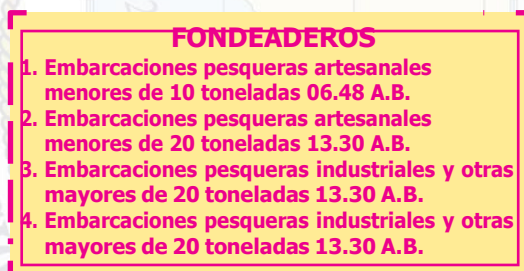 FONDEADEROS
1. Embarcaciones pesqueras artesanales
menores de 10 toneladas 06.48 A.B.
2. Embarcaciones pesqueras artesanales
menores de 20 toneladas 13.30 A.B.
3. Embarcaciones pesqueras industriales y otras
mayores de 20 toneladas 13.30 A.B.
4. Embarcaciones pesqueras industriales y otras
mayores de 20 toneladas 13.30 A.B.